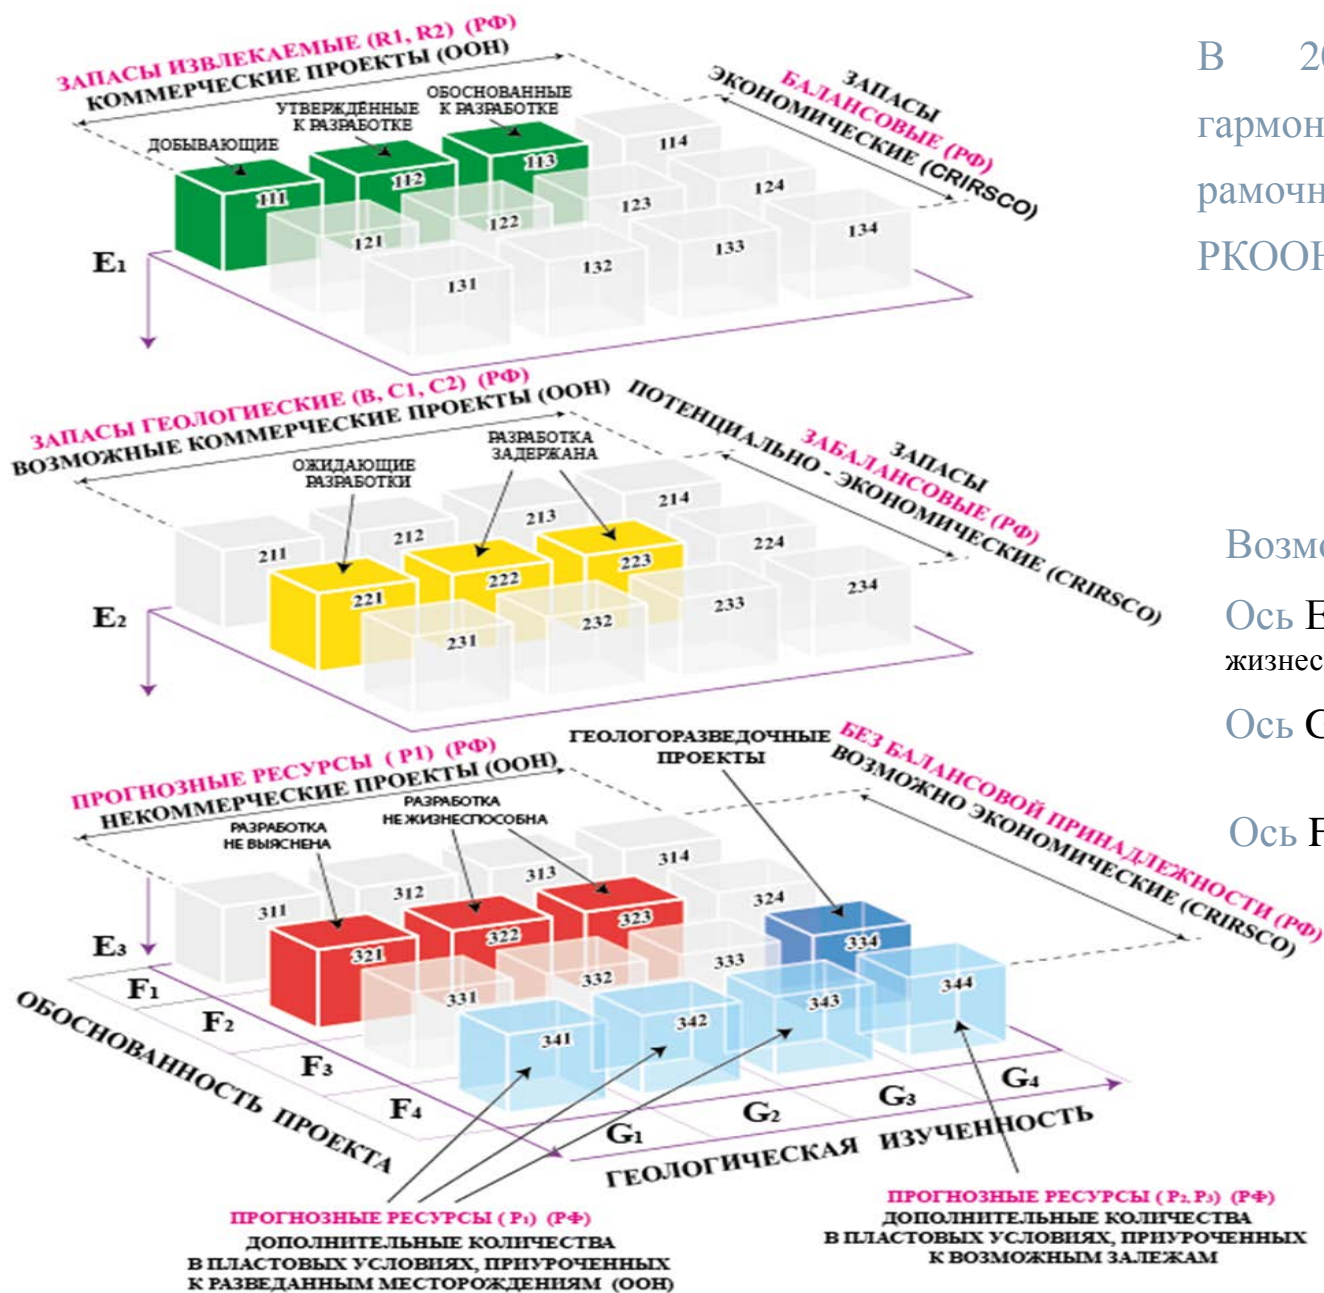 ЗАПАСЫ ИЗВЛЕКАЕМЫЕ (R1, R2) (РФ)
КОММЕРЧЕСКИЕ ПРОЕКТЫ (ООН)
ДОБЫВАЮЩИЕ
УТВЕРЖДЁННЫЕ
К РАЗРАБОТКЕ
ОБОСНОВАННЫЕ
К РАЗРАБОТКЕ
ЗАПАСЫ
БАЛАНСОВЫЕ (РФ)
ЭКОНОМИЧЕСКИЕ (CRIRSCO)
111
112
113
114
121
122
123
124
131
132
133
134
E1
В 20
гармон
рамочн
РКООН
ЗАПАСЫ ГЕОЛОГИЕСКИЕ (B, C1, C2) (РФ)
ВОЗМОЖНЫЕ КОММЕРЧЕСКИЕ ПРОЕКТЫ (ООН)
ОЖИДАЮЩИЕ
РАЗРАБОТКИ
РАЗРАБОТКА
ЗАДЕРЖАНА
ЗАПАСЫ
ЗАБАЛАНСОВЫЕ (РФ)
ПОТЕНЦИАЛЬНО - ЭКОНОМИЧЕСКИЕ (CRIRSCO)
211
212
213
214
221
222
223
224
231
232
233
234
E2
Возмо
Ось E
жизнес
Ось G
Ось F
ПРОГНОЗНЫЕ РЕСУРСЫ ( P1) (РФ)
НЕКОММЕРЧЕСКИЕ ПРОЕКТЫ (ООН)
РАЗРАБОТКА
НЕ ВЫЯСНЕНА
РАЗРАБОТКА
НЕ ЖИЗНЕСПОСОБНА
ГЕОЛОГОРАЗВЕДОЧНЫЕ
ПРОЕКТЫ
БЕЗ БАЛАНСОВОЙ ПРИНАДЛЕЖНОСТИ (РФ)
ВОЗМОЖНО ЭКОНОМИЧЕСКИЕ (CRIRSCO)
311
312
313
314
321
322
323
324
331
332
333
334
341
342
343
344
E3
F1
F2
F3
F4
ОБОСНОВАННОСТЬ ПРОЕКТА
G1
G2
G3
G4
ГЕОЛОГИЧЕСКАЯ ИЗУЧЕННОСТЬ
ПРОГНОЗНЫЕ РЕСУРСЫ ( P1) (РФ)
ДОПОЛНИТЕЛЬНЫЕ КОЛИЧЕСТВА
В ПЛАСТОВЫХ УСЛОВИЯХ, ПРИУРОЧЕННЫХ
К РАЗВЕДАННЫМ МЕСТОРОЖДЕНИЯМ (ООН)
ПРОГНОЗНЫЕ РЕСУРСЫ ( P2, P3) (РФ)
ДОПОЛНИТЕЛЬНЫЕ КОЛИЧЕСТВА
В ПЛАСТОВЫХ УСЛОВИЯХ, ПРИУРОЧЕННЫХ
К ВОЗМОЖНЫМ ЗАЛЕЖАМ